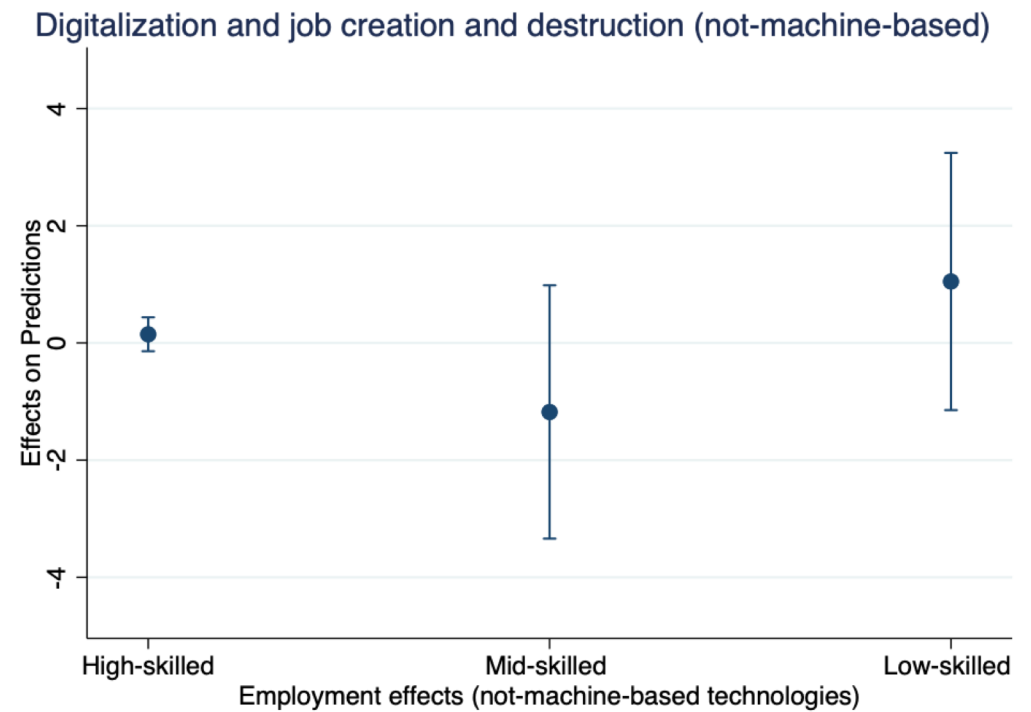 Digitalization and job creation and destruction (not-machine-based)
Effects on Predictions
4
2
0
-2
-4
High-skilled
Mid-skilled
Low-skilled
Employment effects (not-machine-based technologies)